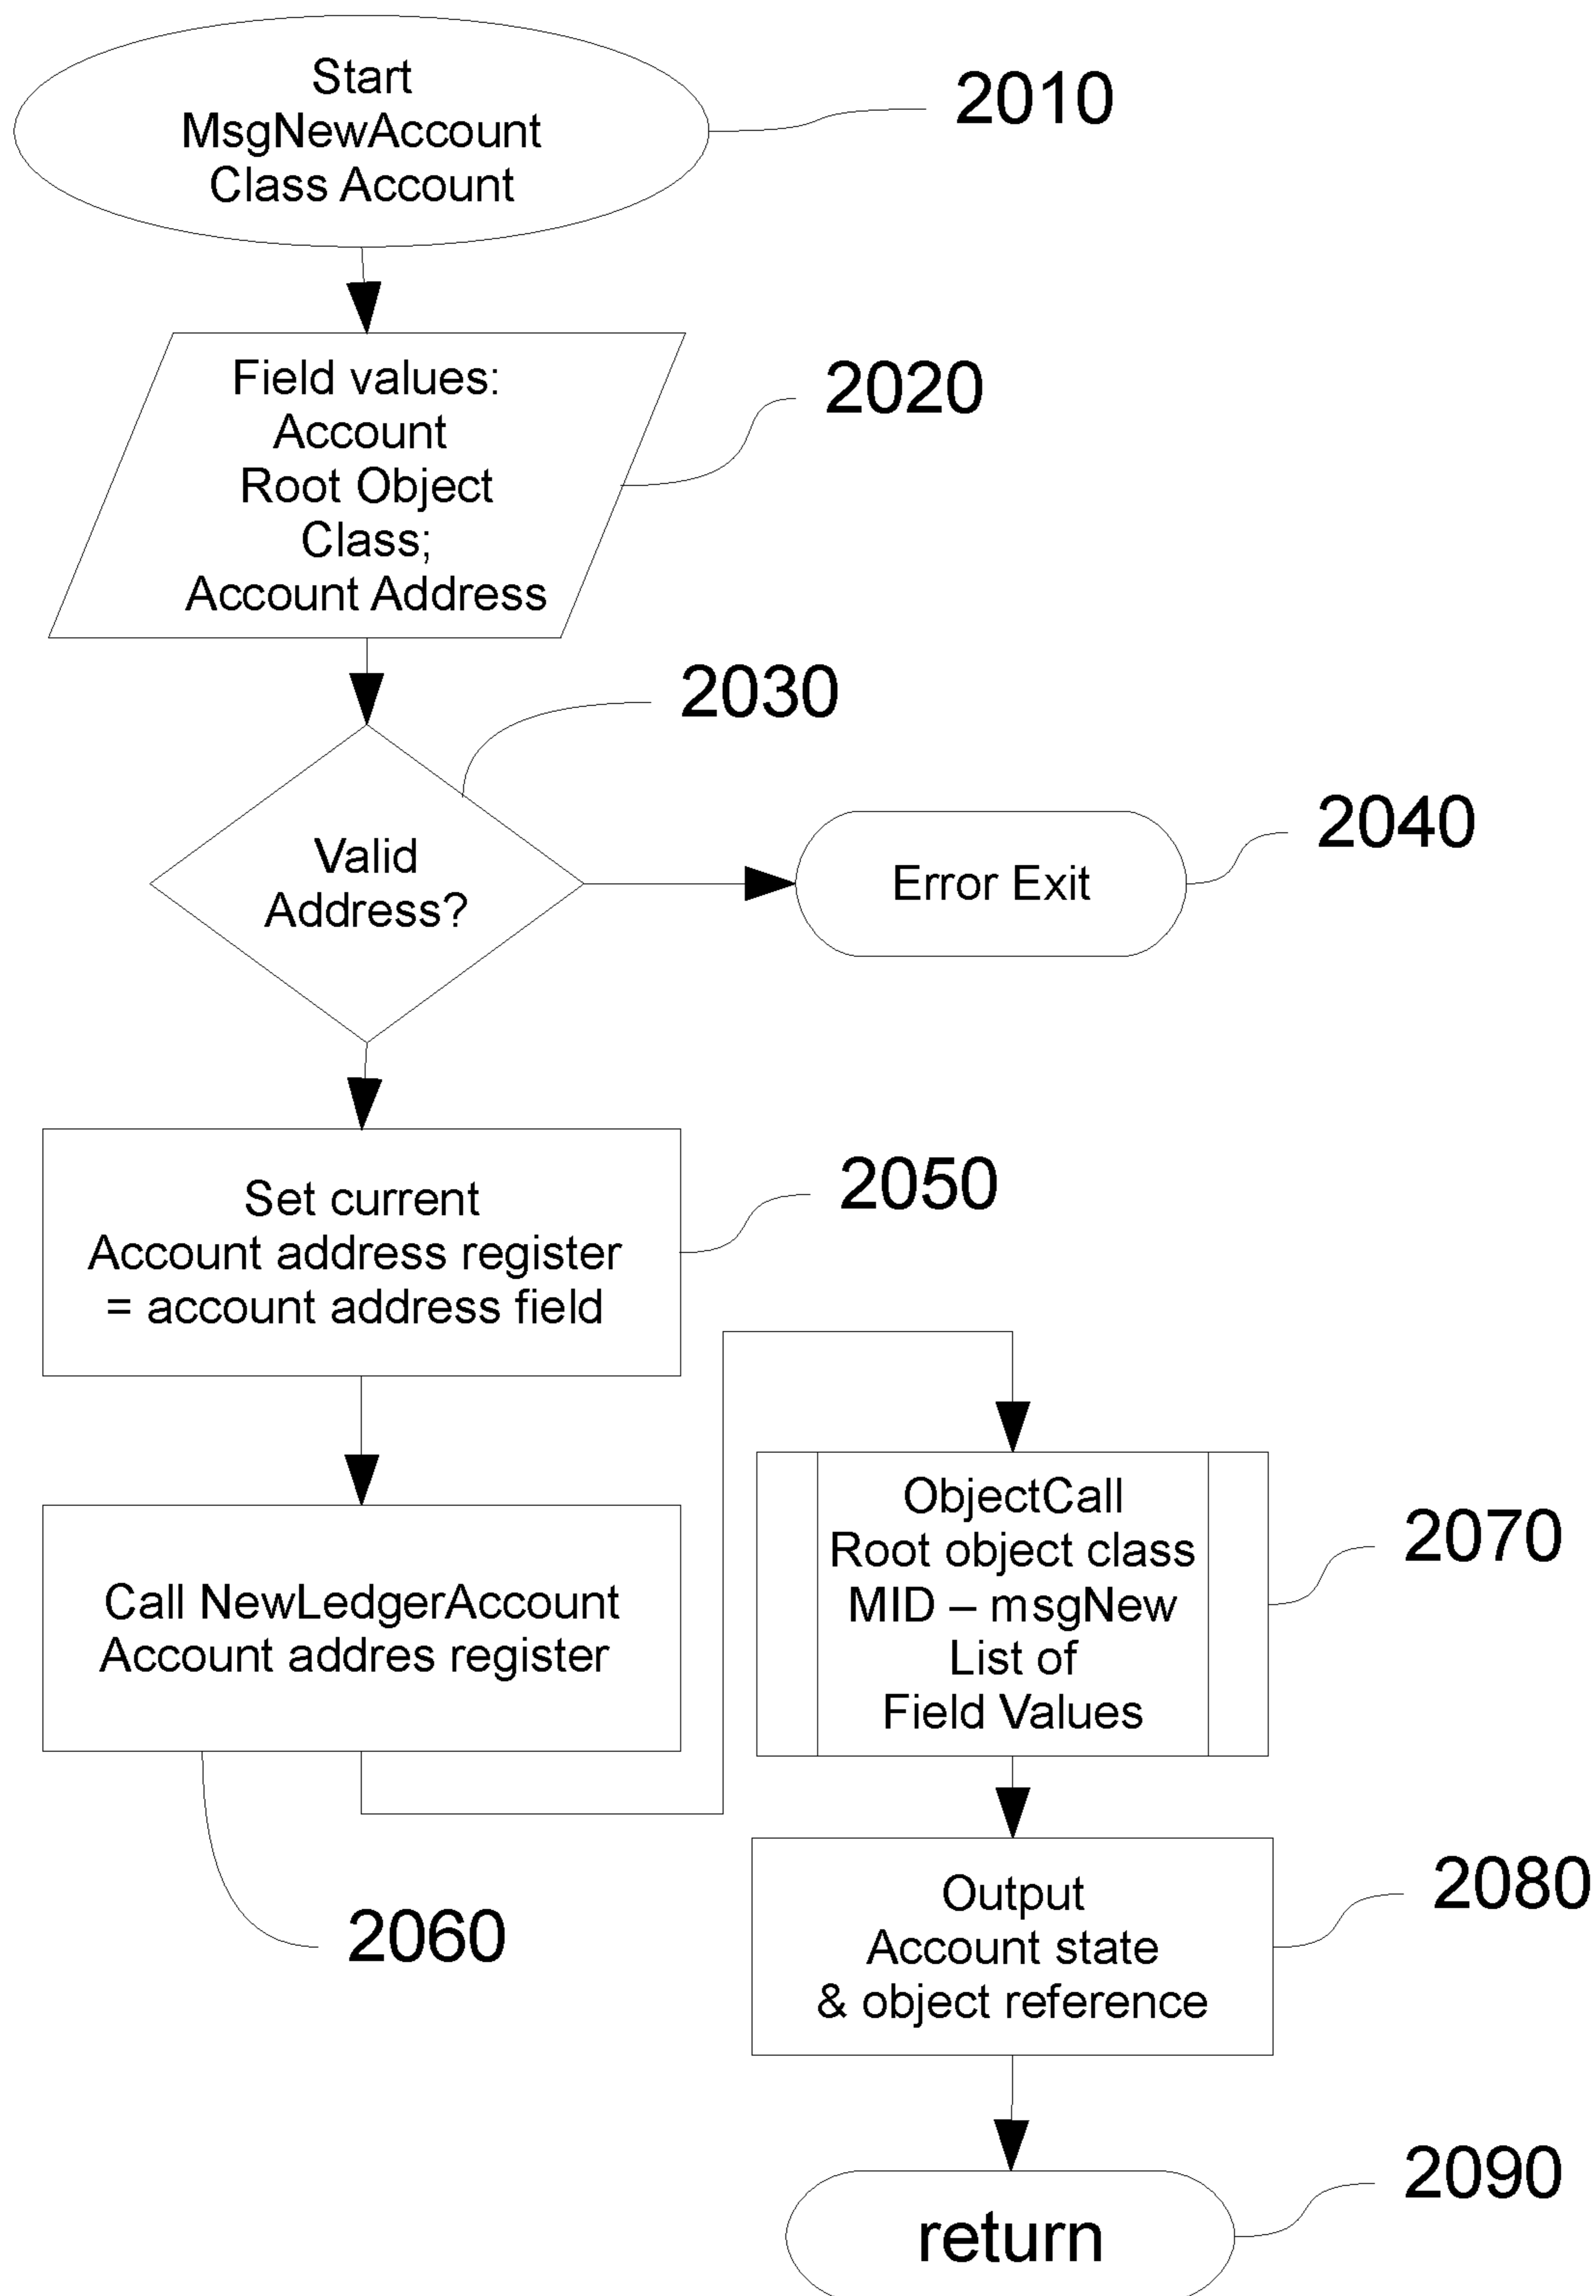 Start
MsgNewAccount
Class Account
2010
Field values:
Account
Root Object
Class;
Account Address
2020
2030
Valid
Address?
Error Exit
2040
Set current
Account address register
= account address field
2050
Call NewLedgerAccount
Account addres register
2060
ObjectCall
Root object class
MID – msgNew
List of
Field Values
2070
Output
Account state
& object reference
2080
return
2090